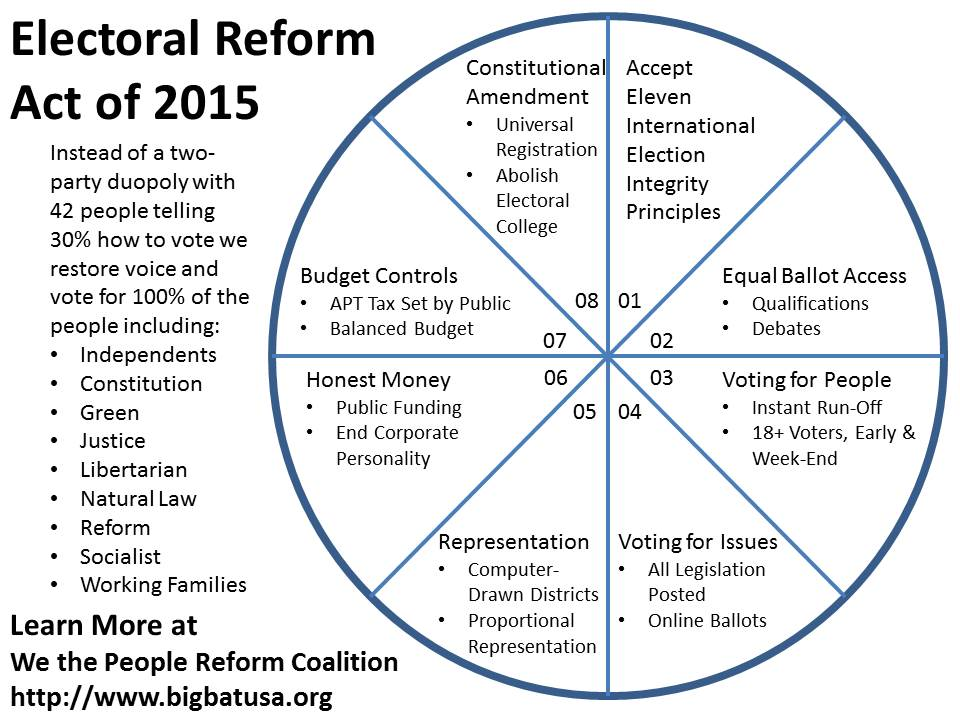 Electoral Reform
Act of 2015
Instead of a two-
party duopoly with
42 people telling
30% how to vote we
restore voice and
vote for 100% of the
people including:
• Independents
• Constitution
• Green
• Justice
• Libertarian
• Natural Law
• Reform
• Socialist
• Working Families
Learn More at
We the People Reform Coalition
http://www.bigbatusa.org
Accept
Eleven
International
Election
Integrity
Principles
01
Equal Ballot Access
• Qualifications
• Debates
02
03
Voting for People
• Instant Run-Off
• 18+ Voters, Early &
Week-End
04
Voting for Issues
• All Legislation
Posted
• Online Ballots
05
Representation
• Computer-
Drawn Districts
• Proportional
Representation
06
Honest Money
• Public Funding
• End Corporate
Personality
Budget Controls
• APT Tax Set by Public
• Balanced Budget
07
Constitutional
Amendment
• Universal
Registration
• Abolish
Electoral
College
08